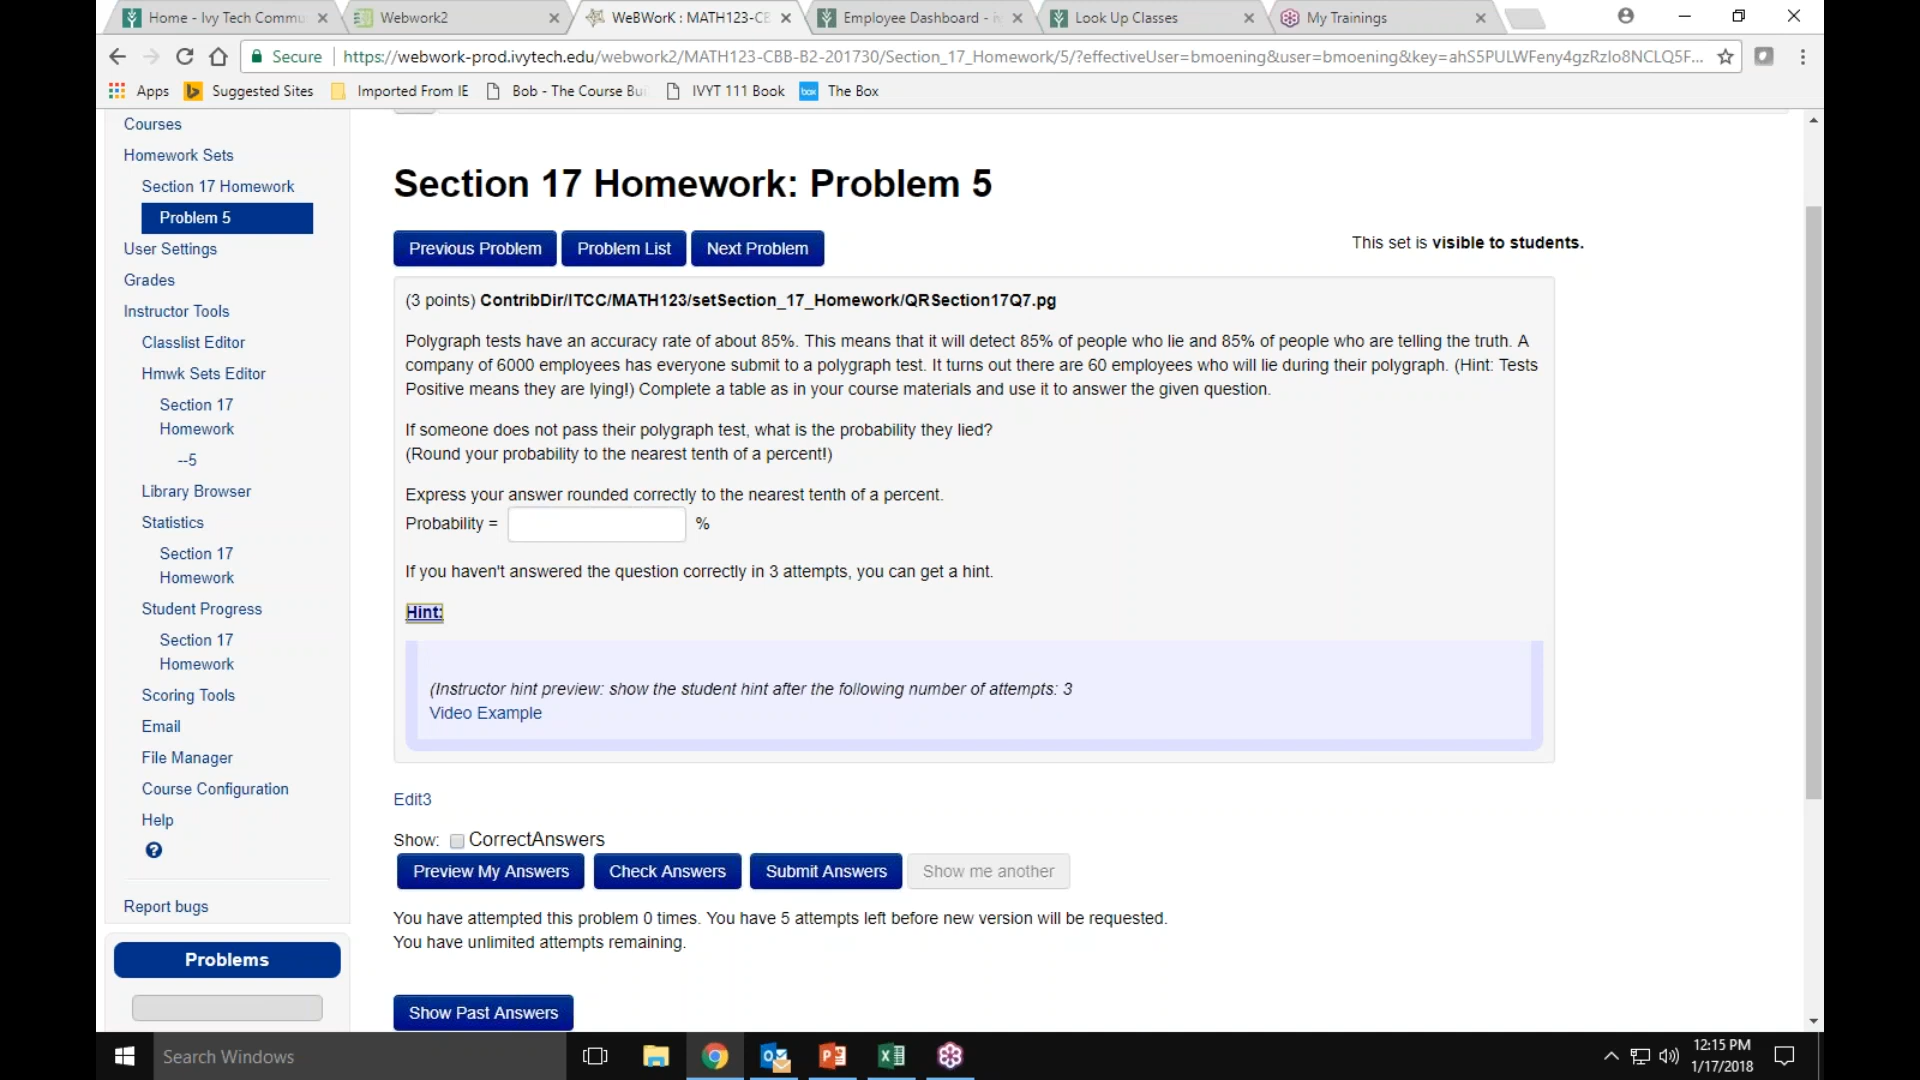 Home - Ivy Tech Commu
Webwork2
WeBWorK : MATH123-CB
Employee Dashboard - iv
Look Up Classes
My Trainings
Secure
https://webwork-prod.ivytech.edu/webwork2/MATH123-CBB-B2-201730/Section_17_Homework/5/?effectiveUser=bmoening&user=bmoening&key=ahS5PULWFeny4gzRzIo8NCLQ5F...
Apps
Suggested Sites
Imported From IE
Bob - The Course Bui
IVYT 111 Book
box
The Box
Courses
Homework Sets
Section 17 Homework
Problem 5
User Settings
Grades
Instructor Tools
Classlist Editor
Hmwk Sets Editor
Section 17
Homework
--5
Library Browser
Statistics
Section 17
Homework
Student Progress
Section 17
Homework
Scoring Tools
Email
File Manager
Course Configuration
Help
?
Report bugs
Problems
Section 17 Homework: Problem 5
Previous Problem
Problem List
Next Problem
This set is visible to students.
(3 points) ContribDir/ITCC/MATH123/setSection_17_Homework/QRSection17Q7.pg
Polygraph tests have an accuracy rate of about 85%. This means that it will detect 85% of people who lie and 85% of people who are telling the truth. A
company of 6000 employees has everyone submit to a polygraph test. It turns out there are 60 employees who will lie during their polygraph. (Hint: Tests
Positive means they are lying!) Complete a table as in your course materials and use it to answer the given question.
If someone does not pass their polygraph test, what is the probability they lied?
(Round your probability to the nearest tenth of a percent!)
Express your answer rounded correctly to the nearest tenth of a percent.
Probability = %
If you haven't answered the question correctly in 3 attempts, you can get a hint.
Hint:
(Instructor hint preview: show the student hint after the following number of attempts: 3
Video Example
Edit3
Show: CorrectAnswers
Preview My Answers
Check Answers
Submit Answers
Show me another
You have attempted this problem 0 times. You have 5 attempts left before new version will be requested.
You have unlimited attempts remaining.
Show Past Answers
Search Windows
12:15 PM
1/17/2018